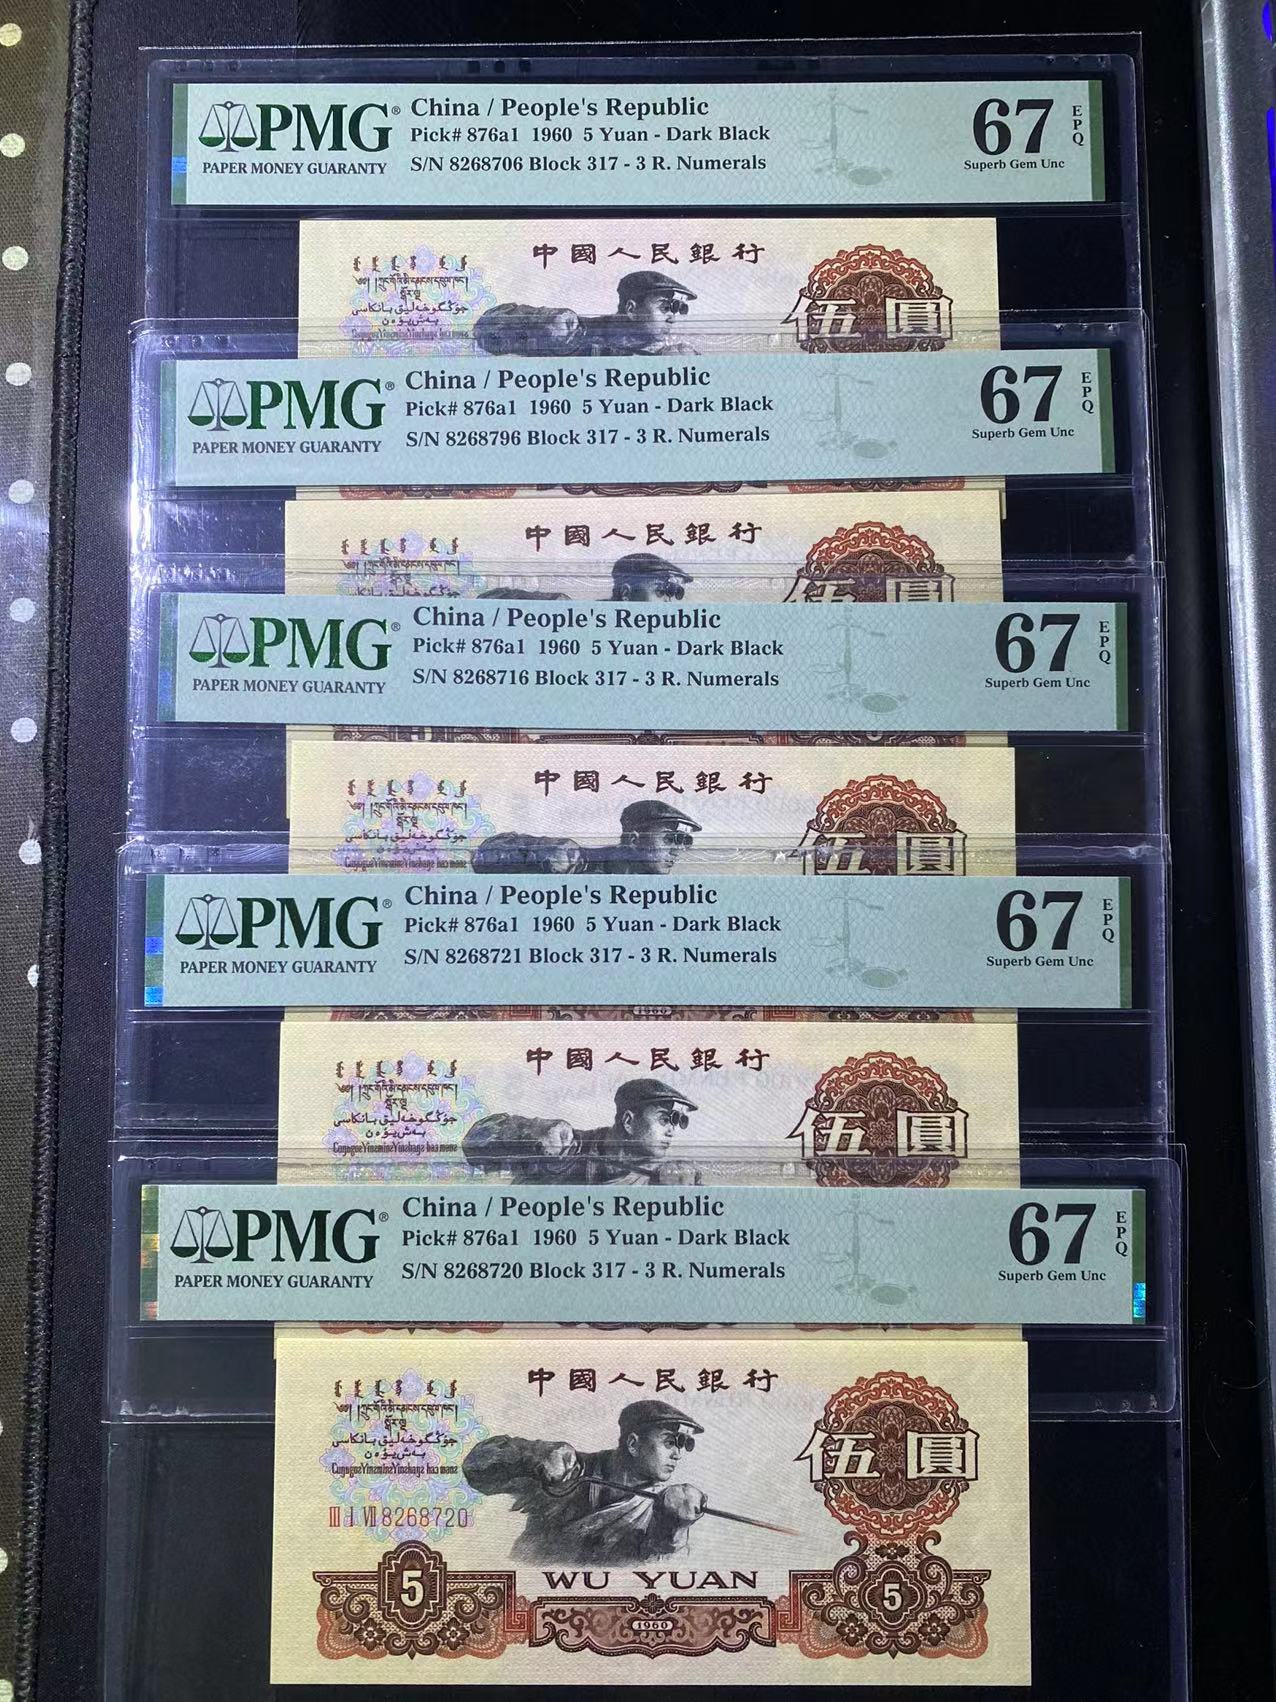 PMG®
PAPER MONEY GUARANTY
China / People's Republic
Pick# 876a1 1960 5 Yuan - Dark Black
S/N 8268706 Block 317 - 3 R. Numerals
67 EPQ
Superb Gem Unc
中國人民銀行
伍圓
PMG®
PAPER MONEY GUARANTY
China / People's Republic
Pick# 876a1 1960 5 Yuan - Dark Black
S/N 8268796 Block 317 - 3 R. Numerals
67 EPQ
Superb Gem Unc
中國人民銀行
伍圓
PMG®
PAPER MONEY GUARANTY
China / People's Republic
Pick# 876a1 1960 5 Yuan - Dark Black
S/N 8268716 Block 317 - 3 R. Numerals
67 EPQ
Superb Gem Unc
中國人民銀行
伍圓
PMG®
PAPER MONEY GUARANTY
China / People's Republic
Pick# 876a1 1960 5 Yuan - Dark Black
S/N 8268721 Block 317 - 3 R. Numerals
67 EPQ
Superb Gem Unc
1960
中國人民銀行
伍圓
PMG®
PAPER MONEY GUARANTY
China / People's Republic
Pick# 876a1 1960 5 Yuan - Dark Black
S/N 8268720 Block 317 - 3 R. Numerals
67 EPQ
Superb Gem Unc
中國人民銀行
伍圓
III I VII 8268720
5 WU YUAN 5
1960